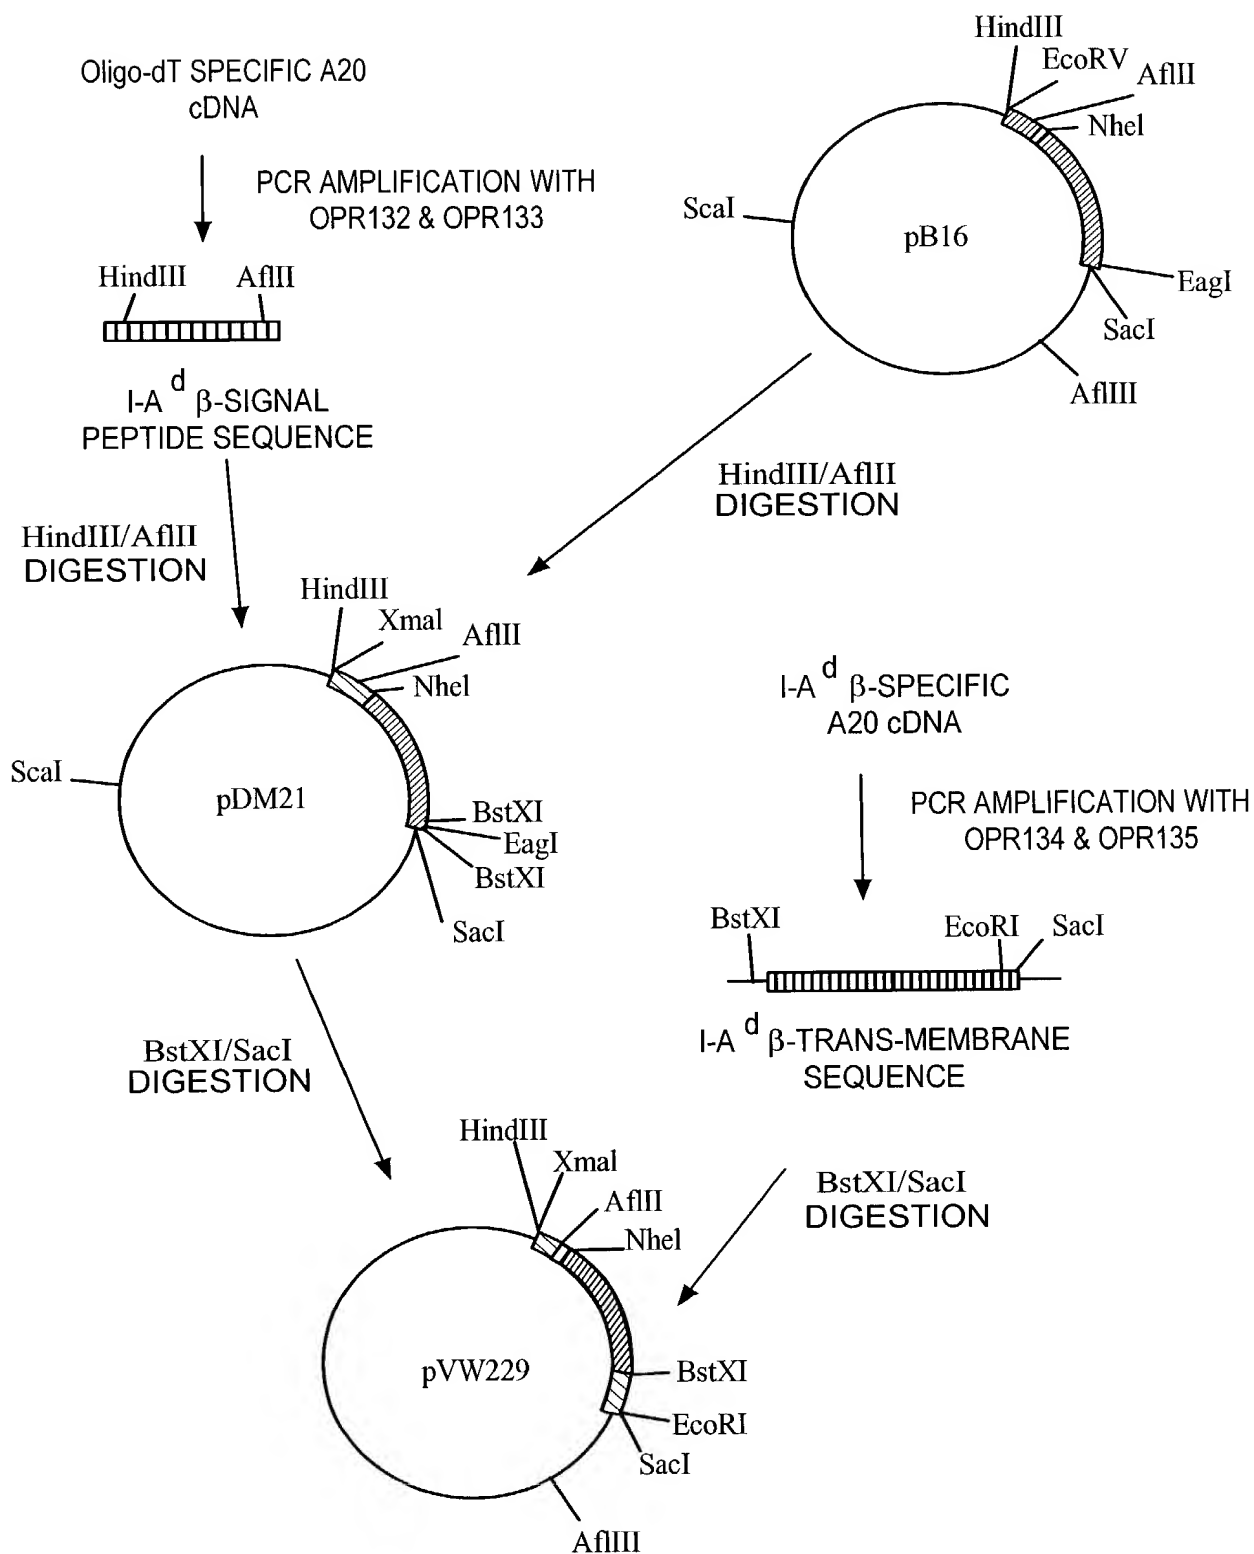 Oligo-dT SPECIFIC A20
cDNA
PCR AMPLIFICATION WITH
OPR132 & OPR133
HindIII
AflII
I-A d β-SIGNAL
PEPTIDE SEQUENCE
HindIII/AflII
DIGESTION
HindIII
EcoRV
AflII
NheI
ScaI
pB16
EagI
SacI
AflIII
HindIII/AflII
DIGESTION
HindIII
XmaI
AflII
NheI
ScaI
pDM21
BstXI
EagI
BstXI
SacI
I-A d β-SPECIFIC
A20 cDNA
PCR AMPLIFICATION WITH
OPR134 & OPR135
BstXI
EcoRI
SacI
I-A d β-TRANS-MEMBRANE
SEQUENCE
BstXI/SacI
DIGESTION
BstXI/SacI
DIGESTION
HindIII
XmaI
AflII
NheI
pVW229
BstXI
EcoRI
SacI
AflIII